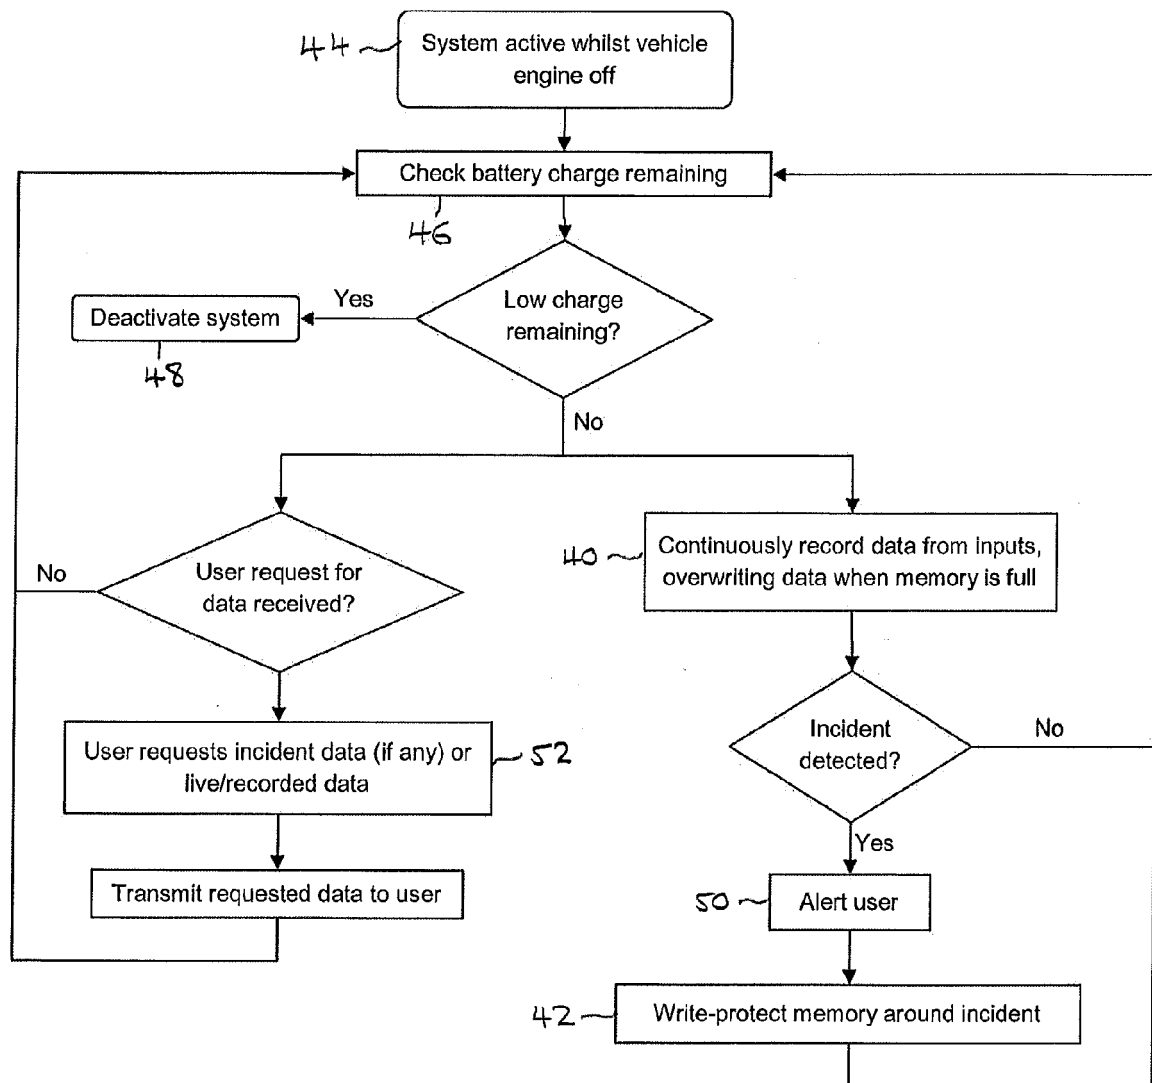 44
System active whilst vehicle
engine off
Check battery charge remaining
46
Low charge
remaining?
Yes
Deactivate system
48
No
User request for
data received?
No
40
Continuously record data from inputs,
overwriting data when memory is full
Incident
detected?
No
User requests incident data (if any) or
live/recorded data
52
Yes
Transmit requested data to user
50
Alert user
42
Write-protect memory around incident